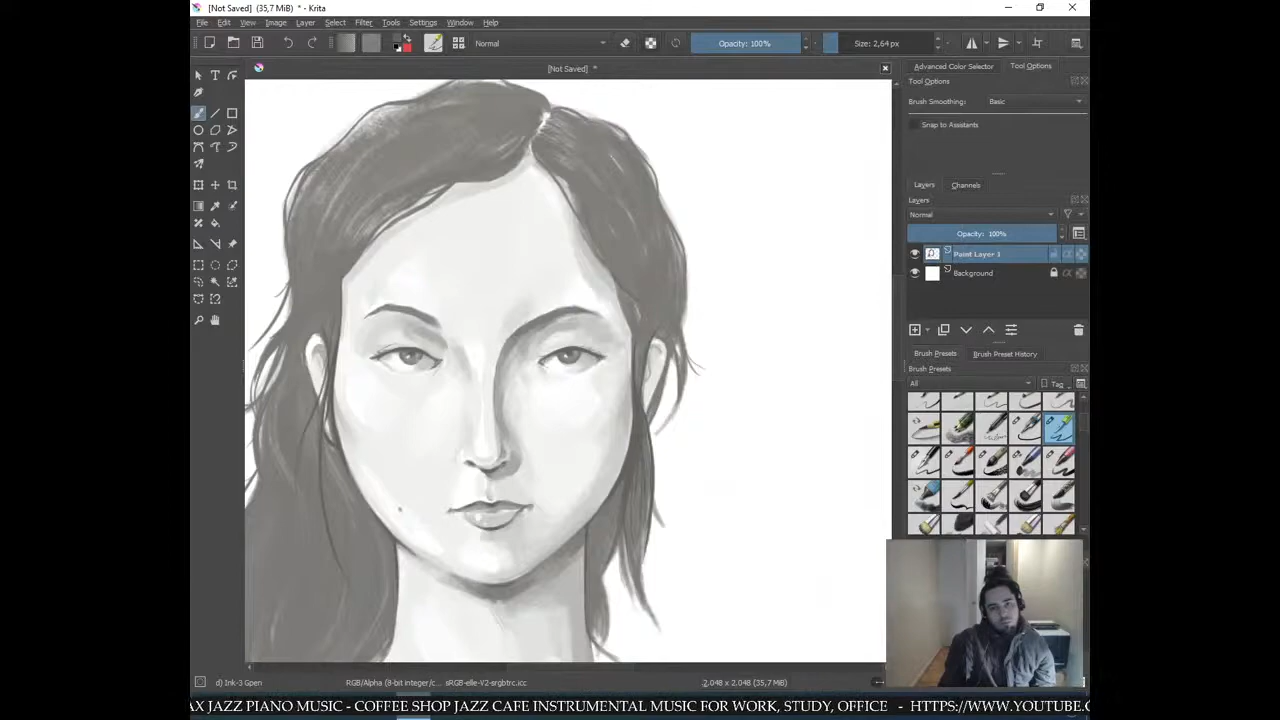 [Not Saved] (35,7 MiB) * - Krita
File Edit View Image Layer Select Filter Tools Settings Window Help
Normal Opacity: 100% Size: 2,64 px
[Not Saved] *
Advanced Color Selector Tool Options
Tool Options
Brush Smoothing: Basic
Snap to Assistants
Layers Channels
Layers
Normal
Opacity: 100%
Paint Layer 1
Background
Brush Presets Brush Preset History
Brush Presets
All Tag
d) Ink-3 Gpen RGB/Alpha (8-bit integer/c... sRGB-elle-V2-srgbtrc.icc 2.048 x 2.048 (35,7 MiB)
AX JAZZ PIANO MUSIC - COFFEE SHOP JAZZ CAFE INSTRUMENTAL MUSIC FOR WORK, STUDY, OFFICE - HTTPS://WWW.YOUTUBE.C